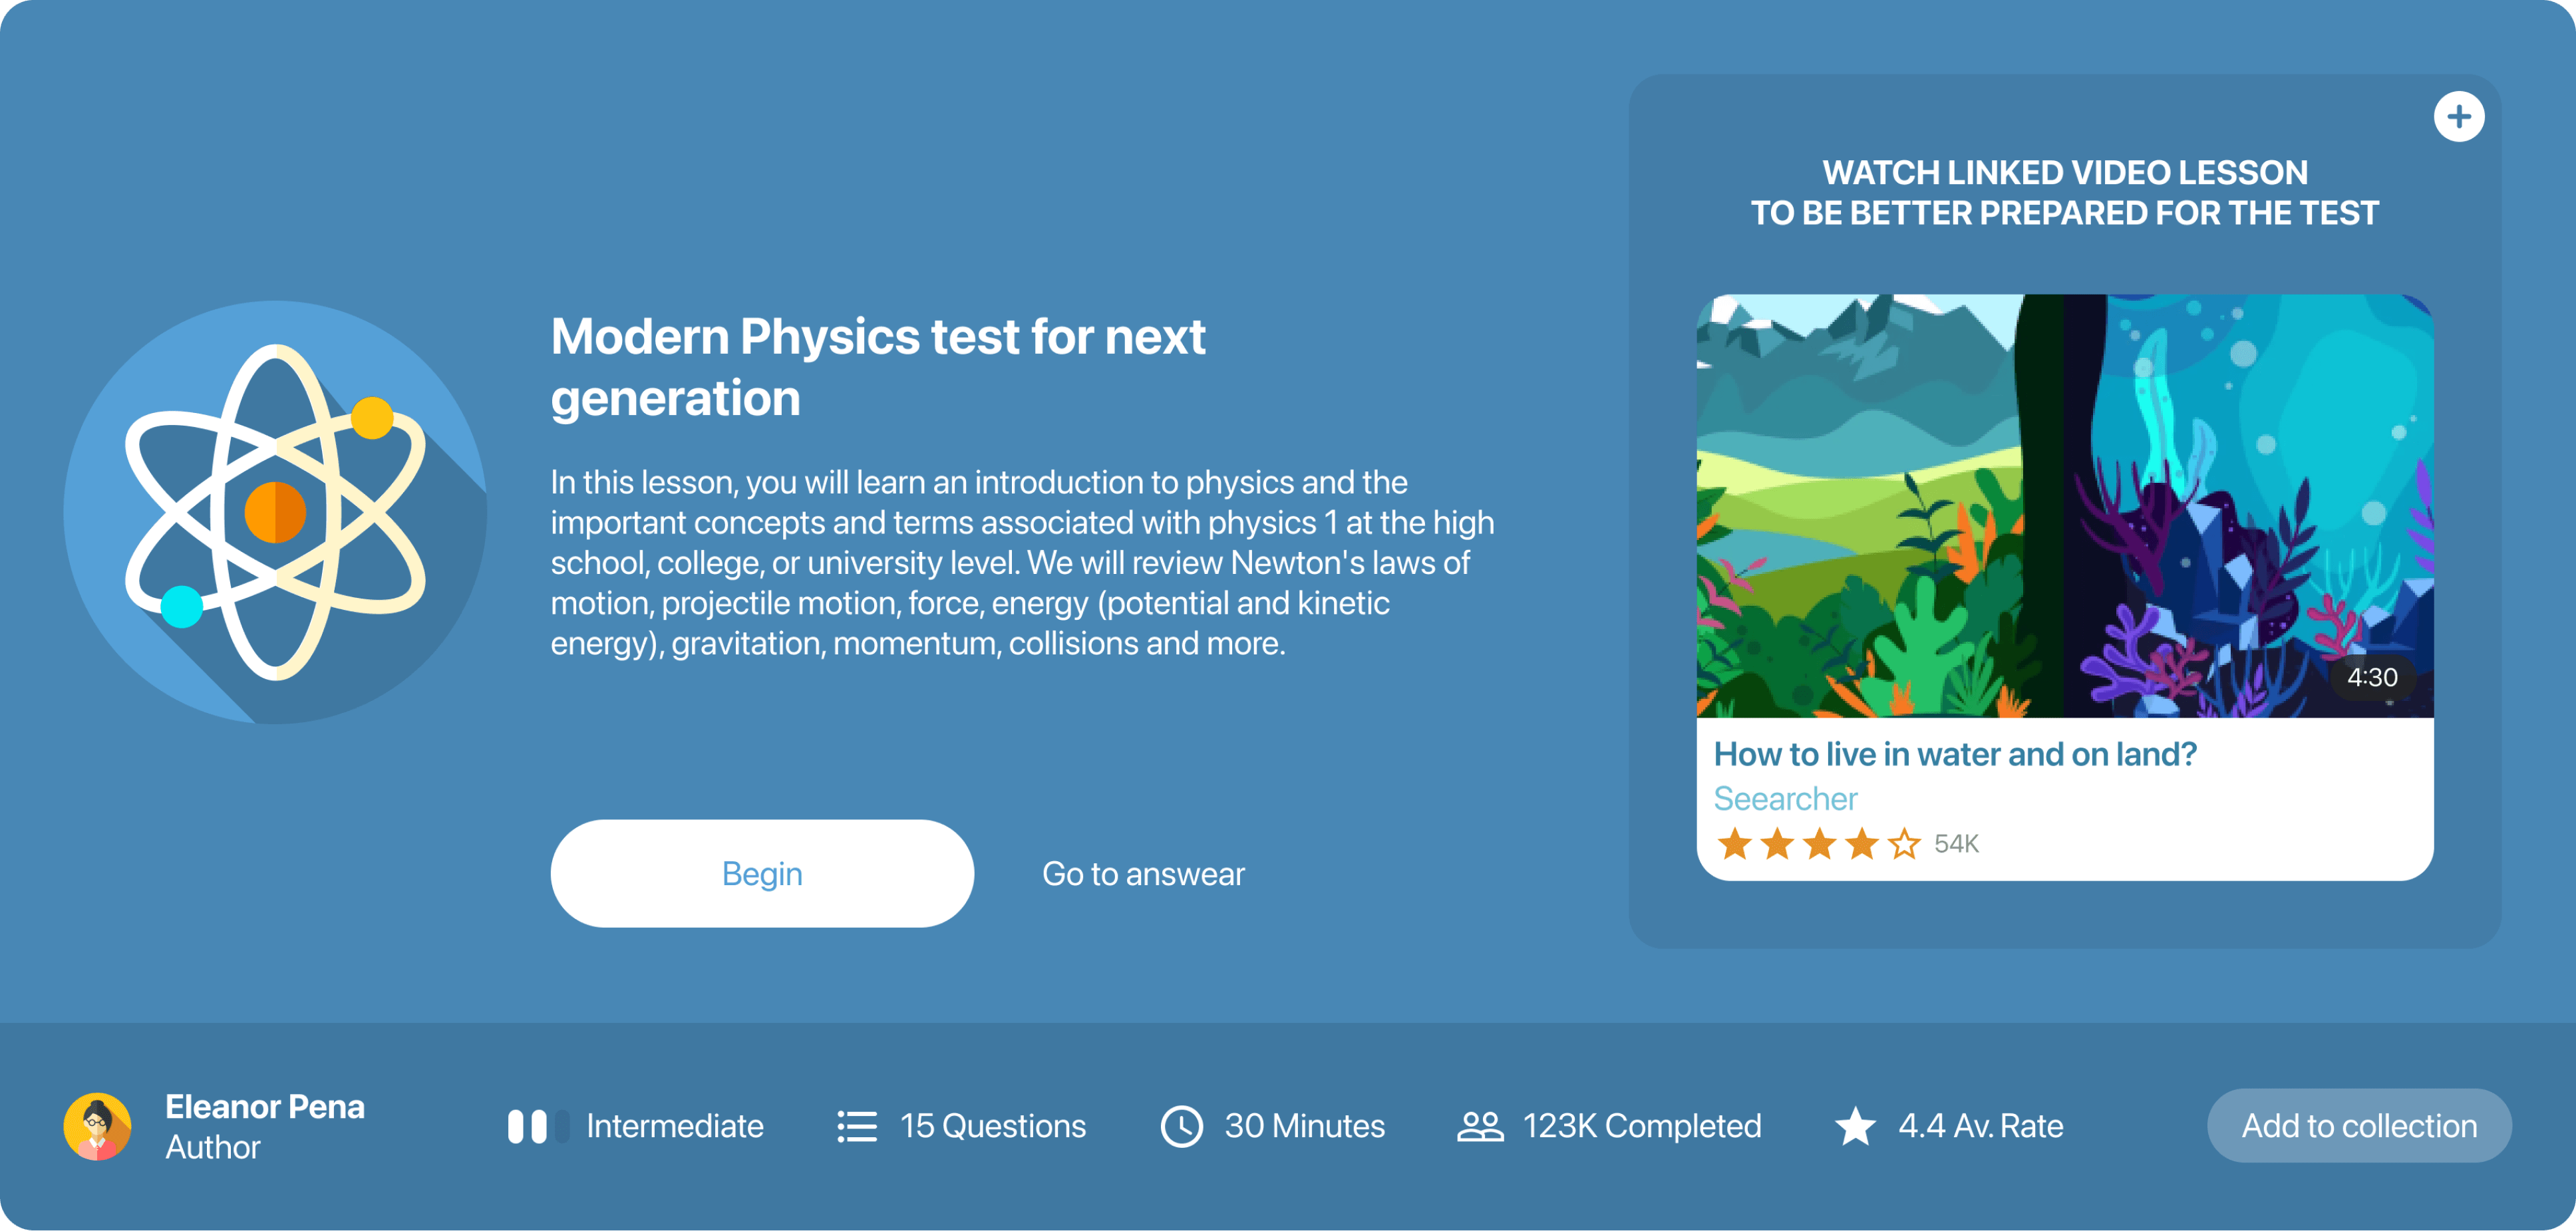 Modern Physics test for next
generation
In this lesson, you will learn an introduction to physics and the
important concepts and terms associated with physics 1 at the high
school, college, or university level. We will review Newton's laws of
motion, projectile motion, force, energy (potential and kinetic
energy), gravitation, momentum, collisions and more.
Begin
Go to answear
WATCH LINKED VIDEO LESSON
TO BE BETTER PREPARED FOR THE TEST
4:30
How to live in water and on land?
Seearcher
54K
Eleanor Pena
Author
Intermediate
15 Questions
30 Minutes
123K Completed
4.4 Av. Rate
Add to collection